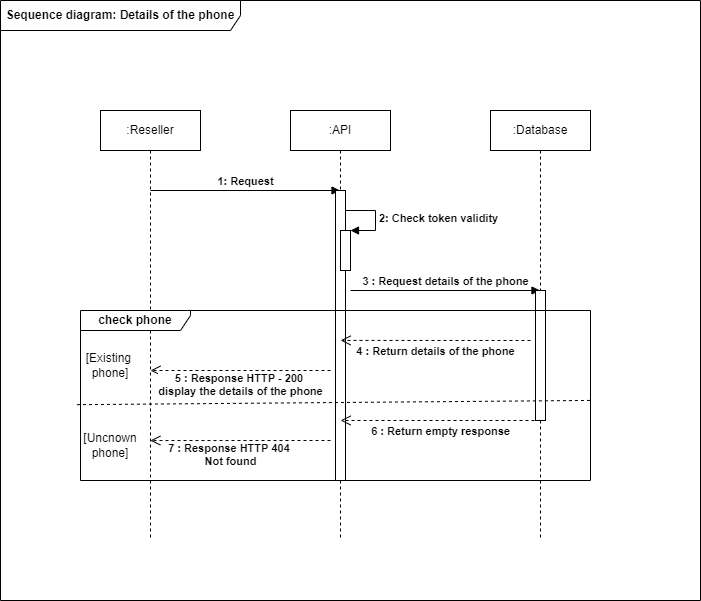 Sequence diagram: Details of the phone
:Reseller
:API
:Database
1: Request
2: Check token validity
3 : Request details of the phone
check phone
4 : Return details of the phone
[Existing
phone]
5 : Response HTTP - 200
display the details of the phone
6 : Return empty response
[Uncnown
phone]
7 : Response HTTP 404
Not found